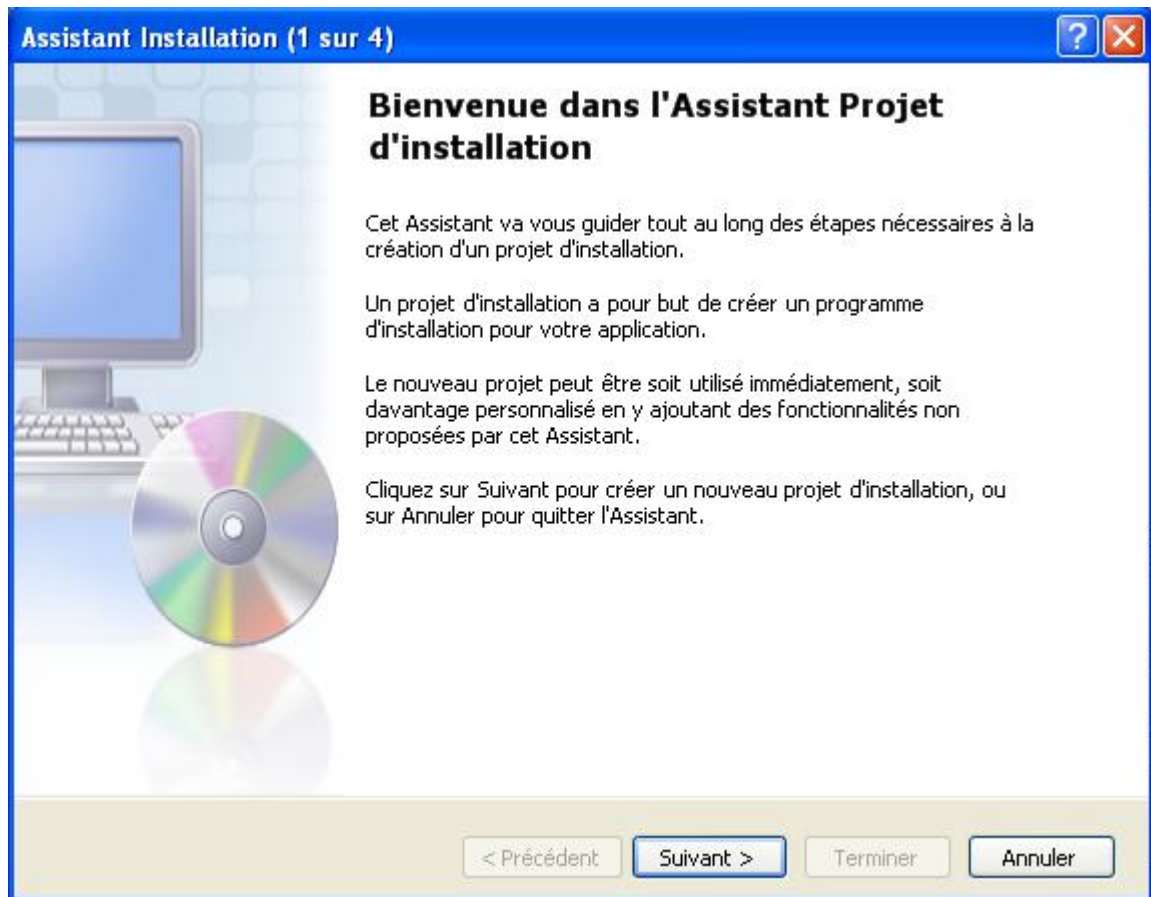 Assistant Installation (1 sur 4)
Bienvenue dans l'Assistant Projet
d'installation
Cet Assistant va vous guider tout au long des étapes nécessaires à la
création d'un projet d'installation.
Un projet d'installation a pour but de créer un programme
d'installation pour votre application.
Le nouveau projet peut être soit utilisé immédiatement, soit
davantage personnalisé en y ajoutant des fonctionnalités non
proposées par cet Assistant.
Cliquez sur Suivant pour créer un nouveau projet d'installation, ou
sur Annuler pour quitter l'Assistant.
< Précédent Suivant > Terminer Annuler